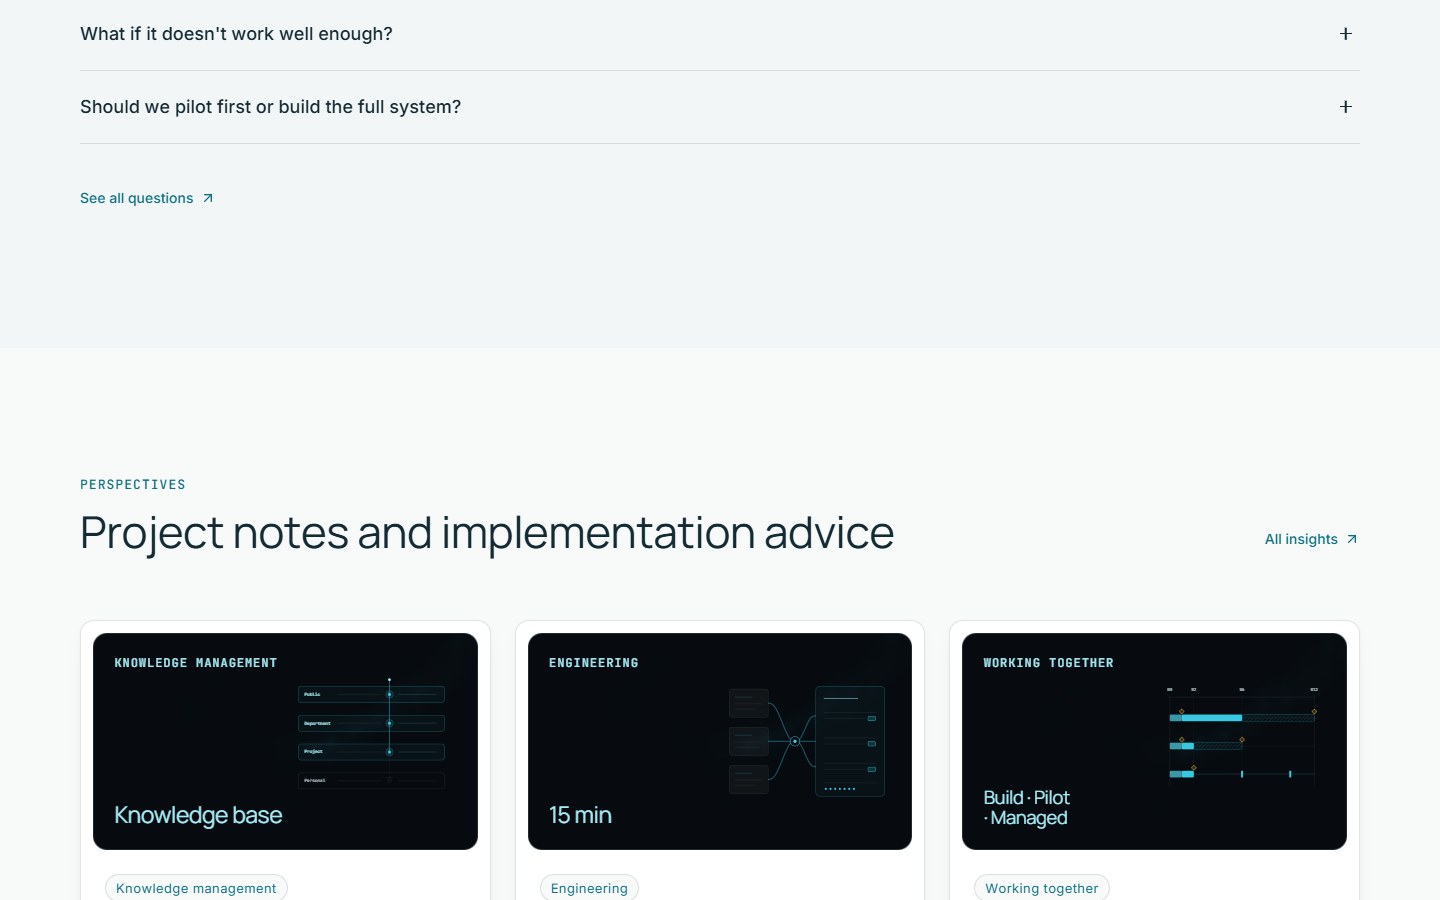 What if it doesn't work well enough?
Should we pilot first or build the full system?
See all questions
PERSPECTIVES
Project notes and implementation advice
All insights
KNOWLEDGE MANAGEMENT
Public
Department
Project
Personal
Knowledge base
Knowledge management
ENGINEERING
15 min
Engineering
WORKING TOGETHER
Build · Pilot
· Managed
Working together